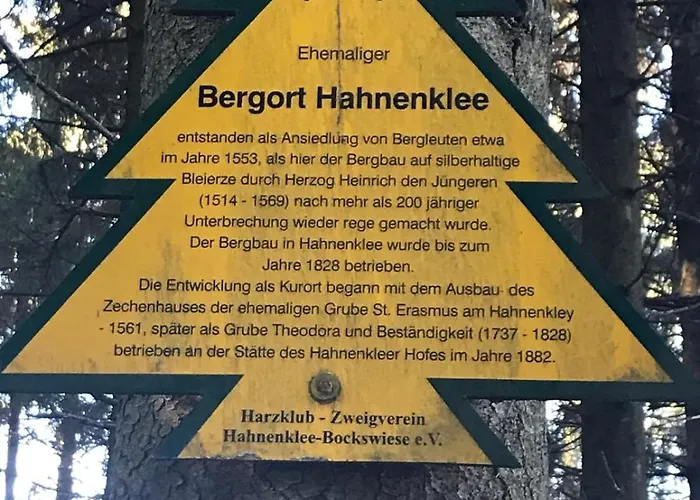 Ehemaliger
Bergort Hahnenklee
entstanden als Ansiedlung von Bergleuten etwa
im Jahre 1553, als hier der Bergbau auf silberhaltige
Bleierze durch Herzog Heinrich den Jüngeren
(1514 - 1569) nach mehr als 200 jähriger
Unterbrechung wieder rege gemacht wurde.
Der Bergbau in Hahnenklee wurde bis zum
Jahre 1828 betrieben.
Die Entwicklung als Kurort begann mit dem Ausbau des
Zechenhauses der ehemaligen Grube St. Erasmus am Hahnenkley
- 1561, später als Grube Theodora und Beständigkeit (1737 - 1828)
betrieben an der Stätte des Hahnenkleer Hofes im Jahre 1882.
Harzklub - Zweigverein
Hahnenklee-Bockswiese e.V.